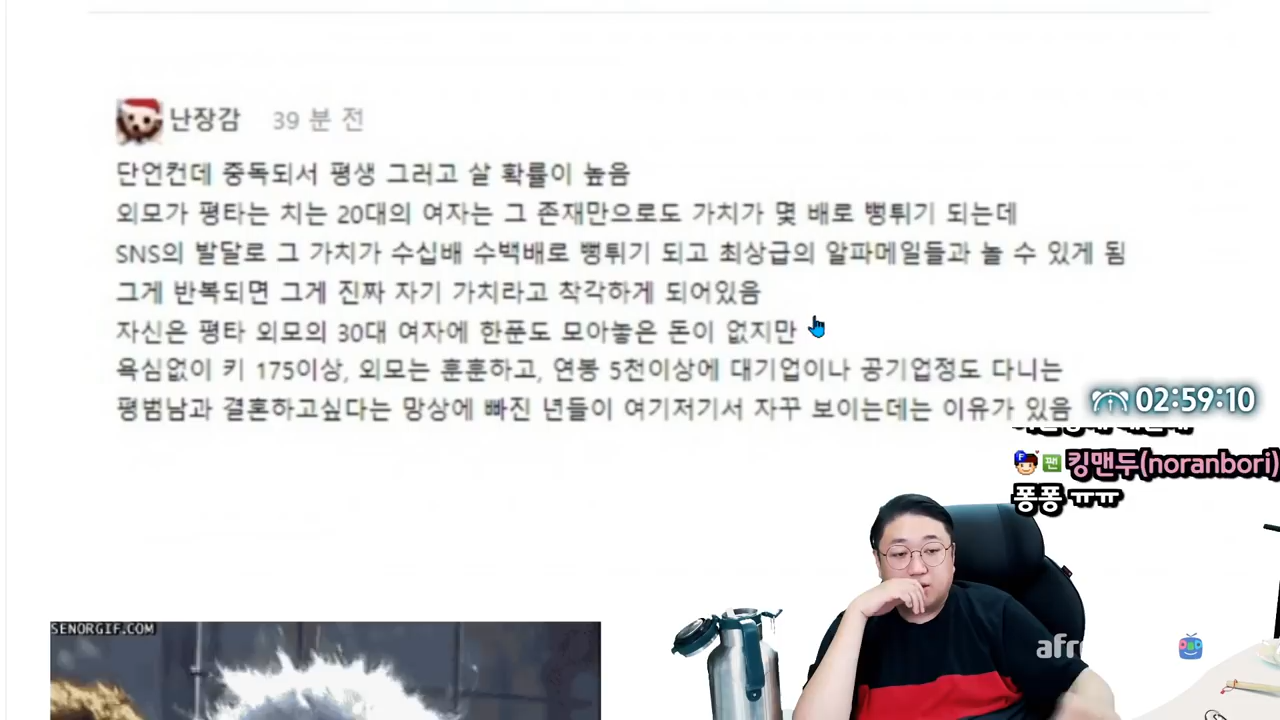 난장감 39 분 전
단언컨데 중독되서 평생 그러고 살 확률이 높음
외모가 평타는 치는 20대의 여자는 그 존재만으로도 가치가 몇 배로 뻥튀기 되는데
SNS의 발달로 그 가치가 수십배 수백배로 뻥튀기 되고 최상급의 알파메일들과 놀 수 있게 됨
그게 반복되면 그게 진짜 자기 가치라고 착각하게 되어있음
자신은 평타 외모의 30대 여자에 한푼도 모아놓은 돈이 없지만
욕심없이 키 175이상, 외모는 훈훈하고, 연봉 5천이상에 대기업이나 공기업정도 다니는
평범남과 결혼하고싶다는 망상에 빠진 년들이 여기저기서 자꾸 보이는데는 이유가 있음
02:59:10
팬 킹맨두(noranbori)
퐁퐁 ㅠㅠ
SENORGIF.COM
afr